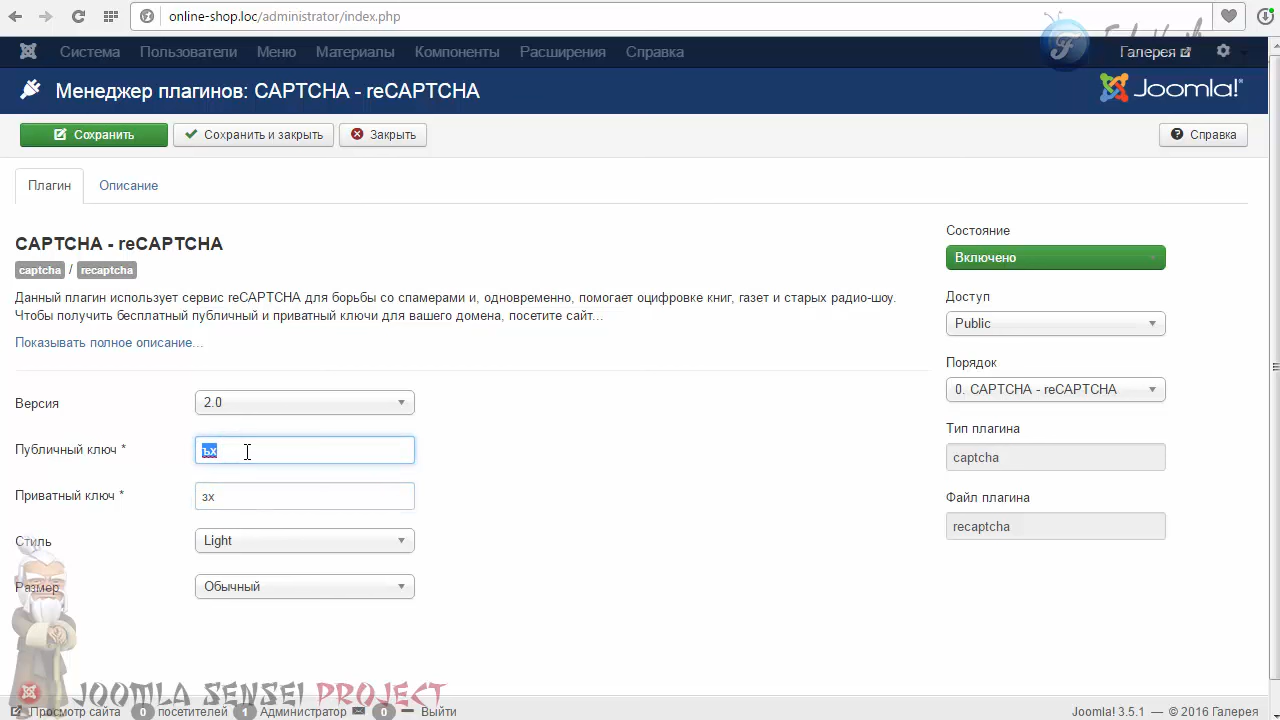 online-shop.loc/administrator/index.php
Система Пользователи Меню Материалы Компоненты Расширения Справка Галерея
Менеджер плагинов: CAPTCHA - reCAPTCHA
Joomla!®
Сохранить Сохранить и закрыть Закрыть Справка
Плагин Описание
CAPTCHA - reCAPTCHA
captcha / recaptcha
Данный плагин использует сервис reCAPTCHA для борьбы со спамерами и, одновременно, помогает оцифровке книг, газет и старых радио-шоу.
Чтобы получить бесплатный публичный и приватный ключи для вашего домена, посетите сайт...
Показывать полное описание...
Версия 2.0
Публичный ключ * ъх
Приватный ключ * зх
Стиль Light
Размер Обычный
Состояние
Включено
Доступ
Public
Порядок
0. CAPTCHA - reCAPTCHA
Тип плагина
captcha
Файл плагина
recaptcha
JOOMLA SENSEI PROJECT
Просмотр сайта 0 посетителей 1 Администратор 0 Выйти
Joomla! 3.5.1 — © 2016 Галерея